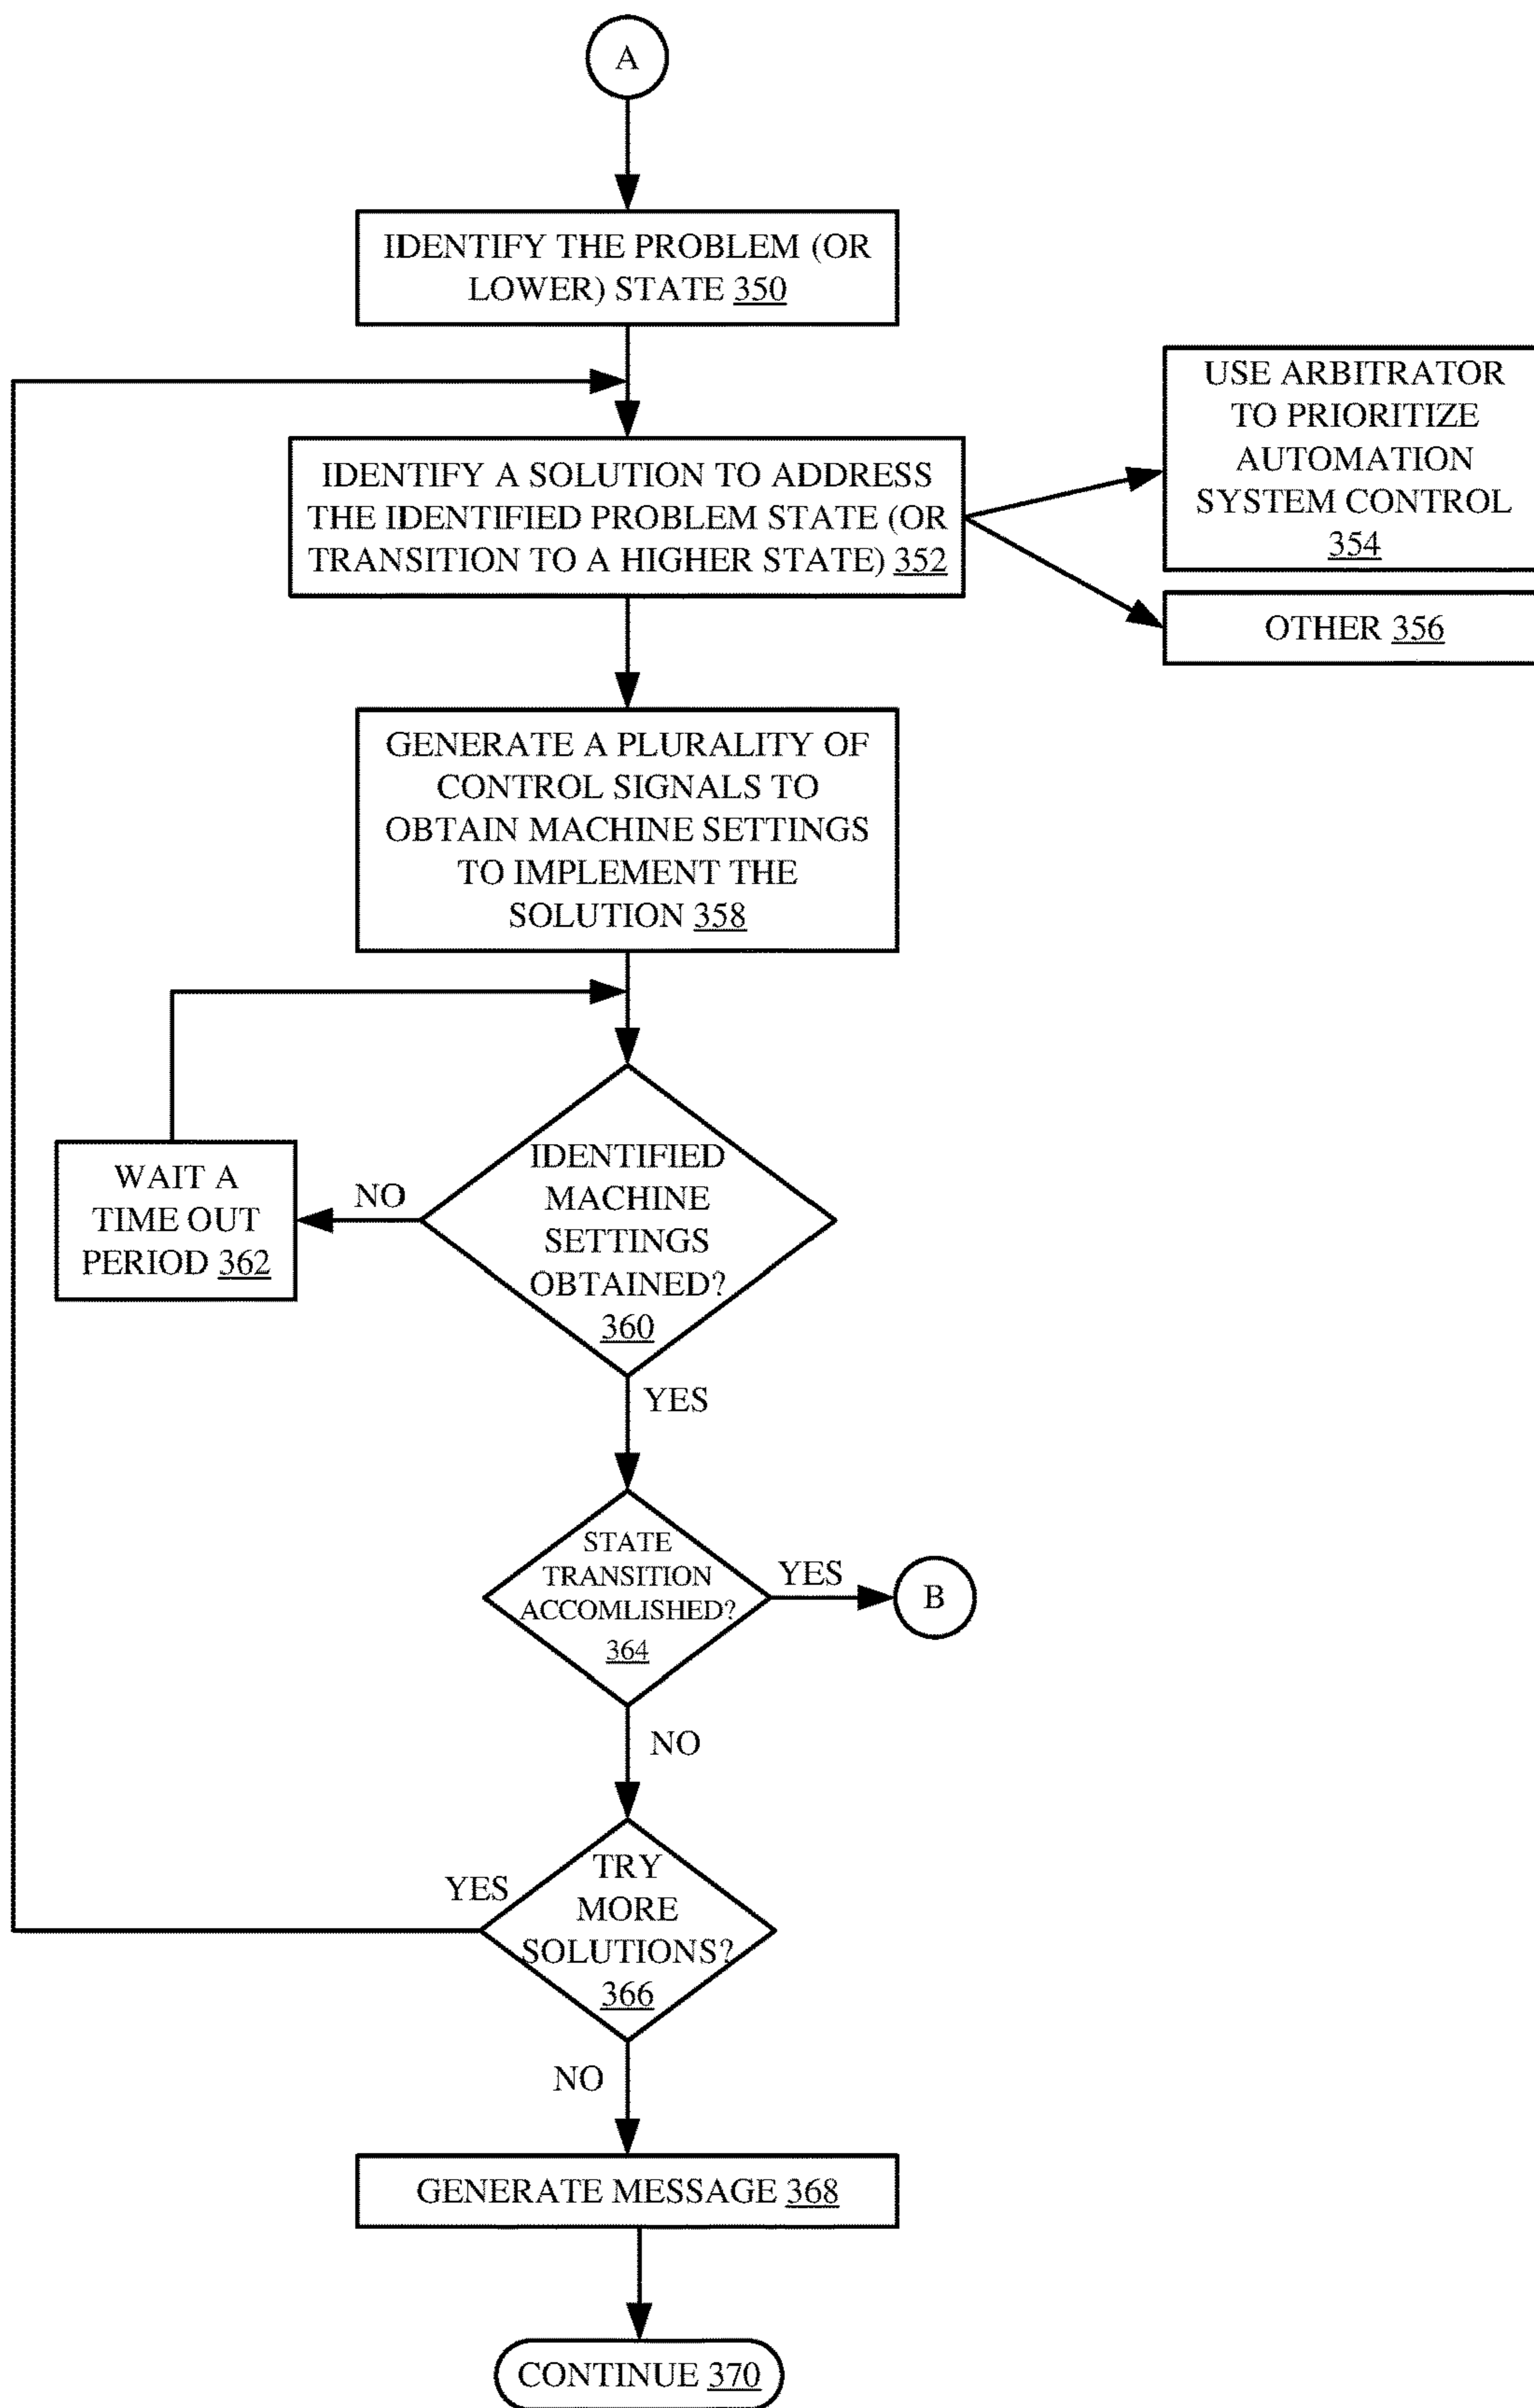 A
IDENTIFY THE PROBLEM (OR
LOWER) STATE 350
IDENTIFY A SOLUTION TO ADDRESS
THE IDENTIFIED PROBLEM STATE (OR
TRANSITION TO A HIGHER STATE) 352
USE ARBITRATOR
TO PRIORITIZE
AUTOMATION
SYSTEM CONTROL
354
OTHER 356
GENERATE A PLURALITY OF
CONTROL SIGNALS TO
OBTAIN MACHINE SETTINGS
TO IMPLEMENT THE
SOLUTION 358
IDENTIFIED
MACHINE
SETTINGS
OBTAINED?
360
NO
WAIT A
TIME OUT
PERIOD 362
YES
STATE
TRANSITION
ACCOMLISHED?
364
YES
B
NO
TRY
MORE
SOLUTIONS?
366
YES
NO
GENERATE MESSAGE 368
CONTINUE 370